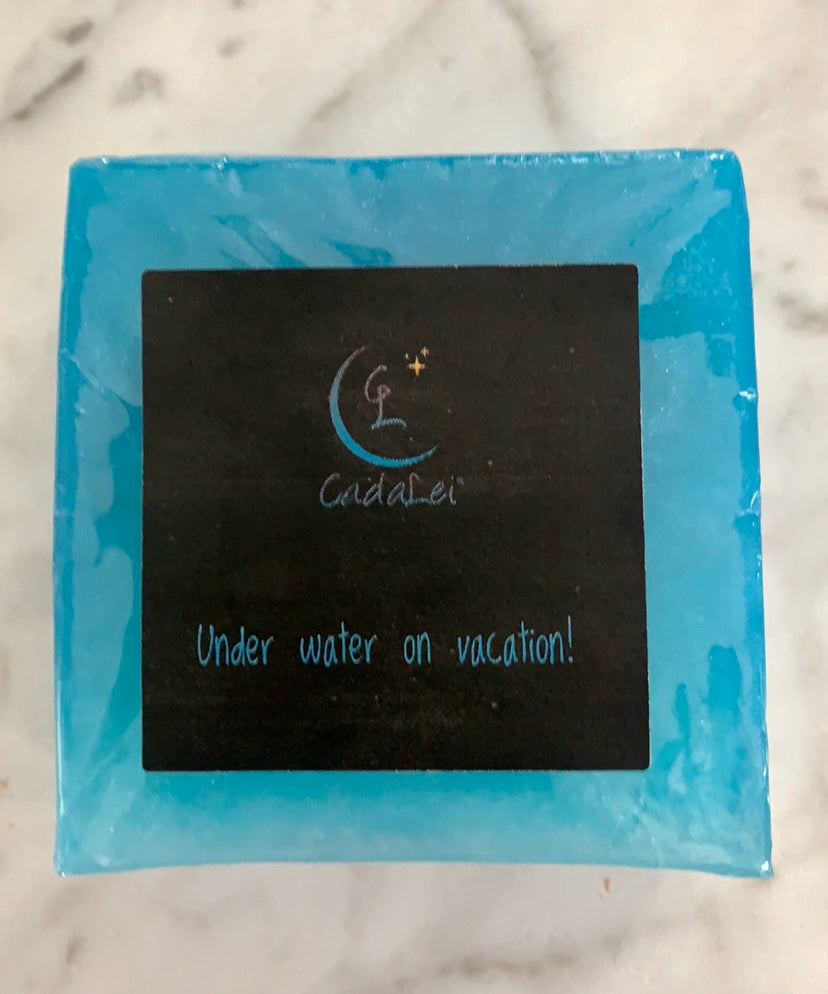 CL
CadaLei
Under water on vacation!